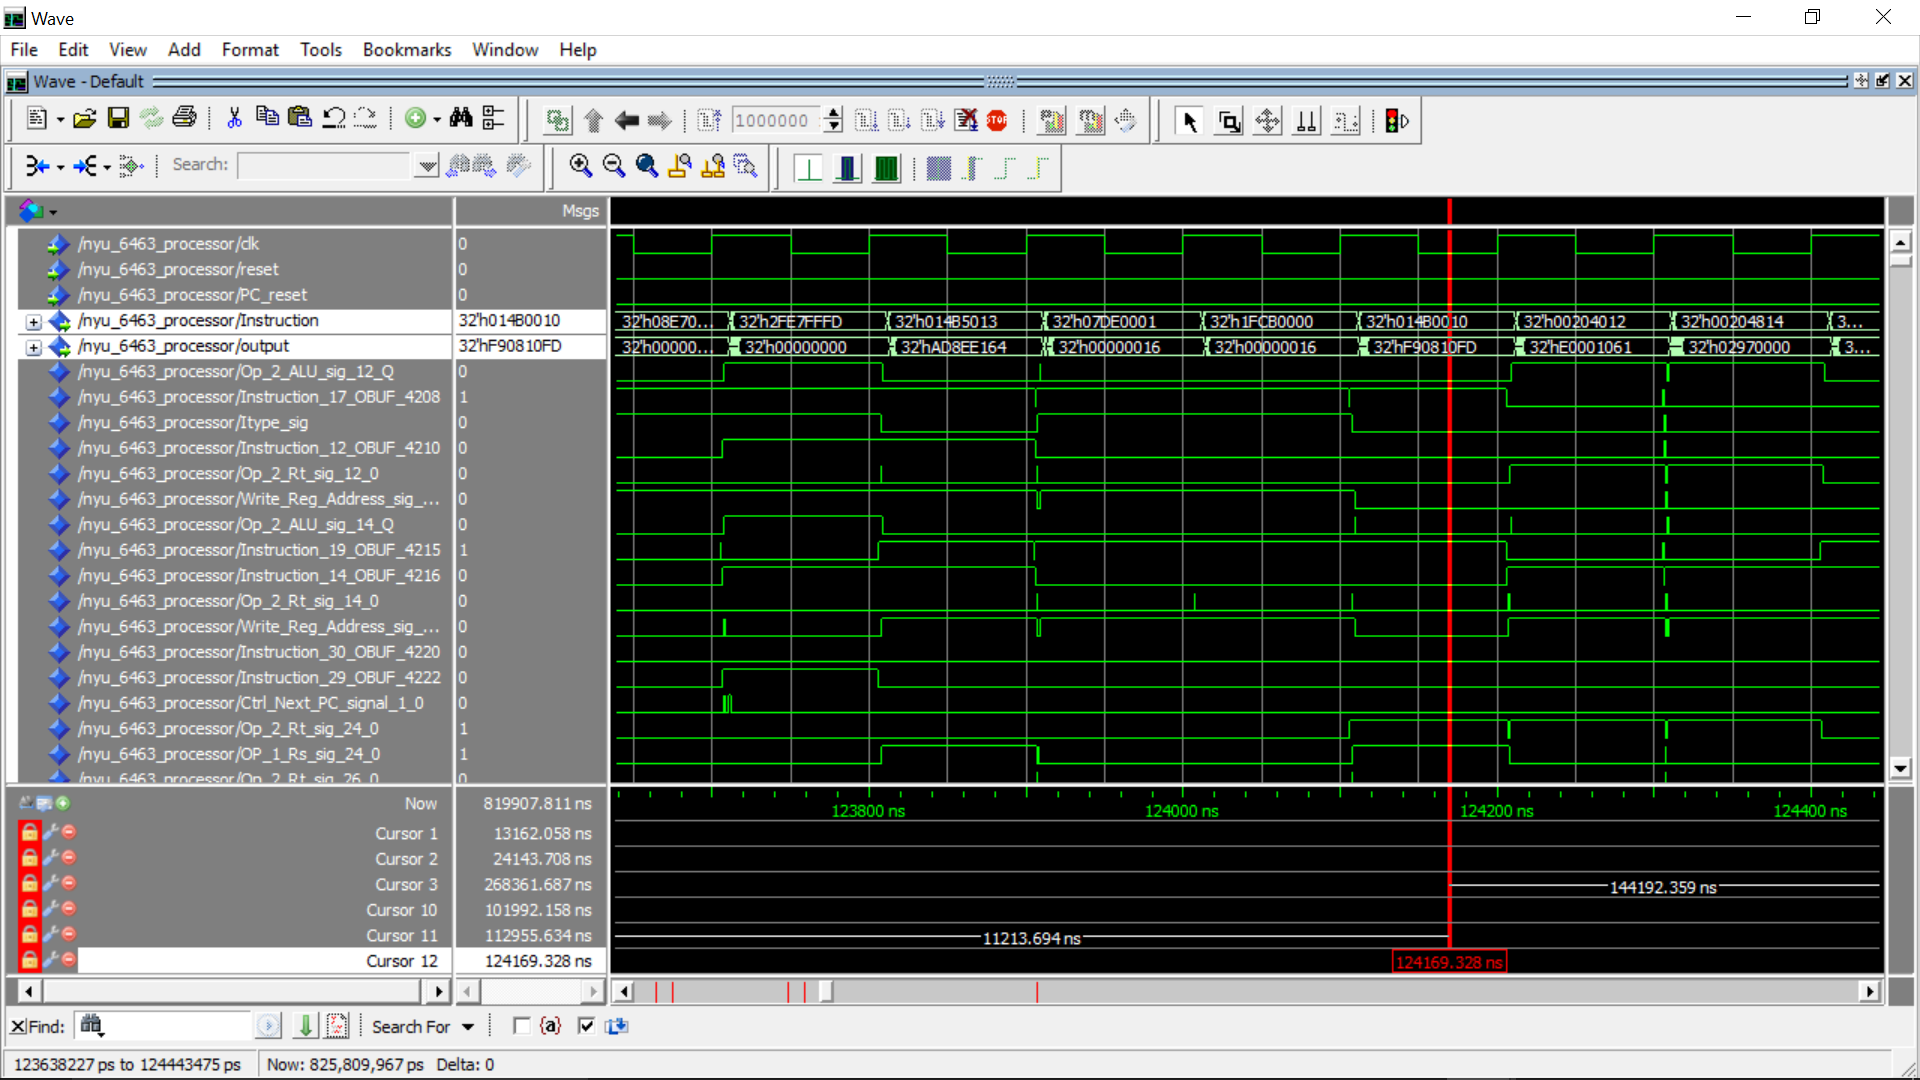 Wave
File Edit View Add Format Tools Bookmarks Window Help
Wave - Default
1000000
STOP
Search:
Msgs
/nyu_6463_processor/clk 0
/nyu_6463_processor/reset 0
/nyu_6463_processor/PC_reset 0
/nyu_6463_processor/Instruction 32'h014B0010 32'h08E70... 32'h2FE7FFFD 32'h014B5013 32'h07DE0001 32'h1FCB0000 32'h014B0010 32'h00204012 32'h00204814 3...
/nyu_6463_processor/output 32'hF90810FD 32'h00000... 32'h00000000 32'hAD8EE164 32'h00000016 32'h00000016 32'hF90810FD 32'hE0001061 32'h02970000 3...
/nyu_6463_processor/Op_2_ALU_sig_12_Q 0
/nyu_6463_processor/Instruction_17_OBUF_4208 1
/nyu_6463_processor/Itype_sig 0
/nyu_6463_processor/Instruction_12_OBUF_4210 0
/nyu_6463_processor/Op_2_Rt_sig_12_0 0
/nyu_6463_processor/Write_Reg_Address_sig_... 0
/nyu_6463_processor/Op_2_ALU_sig_14_Q 0
/nyu_6463_processor/Instruction_19_OBUF_4215 1
/nyu_6463_processor/Instruction_14_OBUF_4216 0
/nyu_6463_processor/Op_2_Rt_sig_14_0 0
/nyu_6463_processor/Write_Reg_Address_sig_... 0
/nyu_6463_processor/Instruction_30_OBUF_4220 0
/nyu_6463_processor/Instruction_29_OBUF_4222 0
/nyu_6463_processor/Ctrl_Next_PC_signal_1_0 0
/nyu_6463_processor/Op_2_Rt_sig_24_0 1
/nyu_6463_processor/OP_1_Rs_sig_24_0 1
/nyu_6463_processor/Op_2_Rt_sig_26_0 0
Now 819907.811 ns 123800 ns 124000 ns 124200 ns 124400 ns
Cursor 1 13162.058 ns
Cursor 2 24143.708 ns
Cursor 3 268361.687 ns 144192.359 ns
Cursor 10 101992.158 ns
Cursor 11 112955.634 ns 11213.694 ns
Cursor 12 124169.328 ns 124169.328 ns
Find: Search For {a}
123638227 ps to 124443475 ps Now: 825,809,967 ps Delta: 0